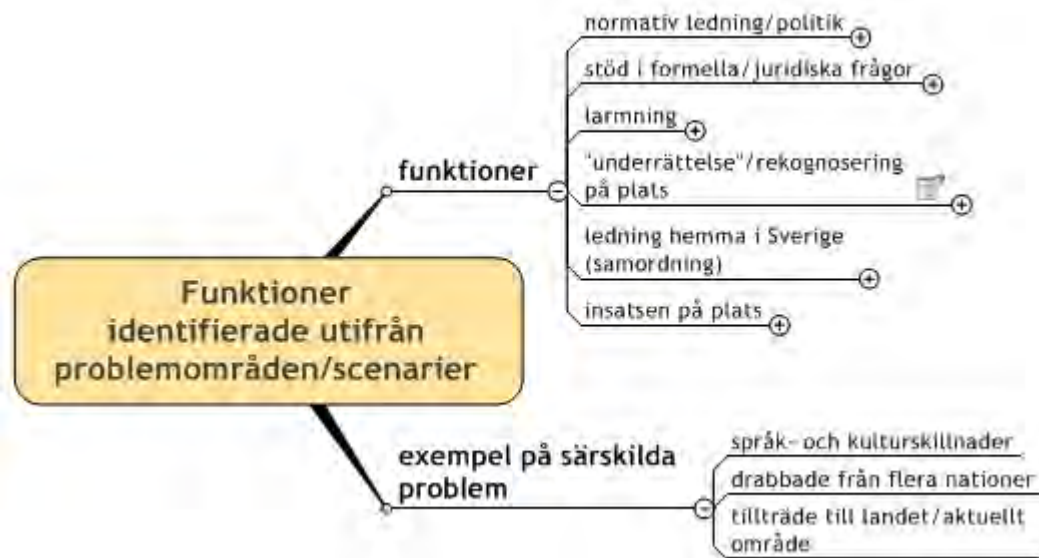 normativ ledning/politik
stöd i formella/juridiska frågor
larmning
"underrättelse"/rekognosering
på plats
ledning hemma i Sverige
(samordning)
insatsen på plats
funktioner
Funktioner
identifierade utifrån
problemområden/scenarier
exempel på särskilda
problem
språk- och kulturskillnader
drabbade från flera nationer
tillträde till landet/aktuellt
område